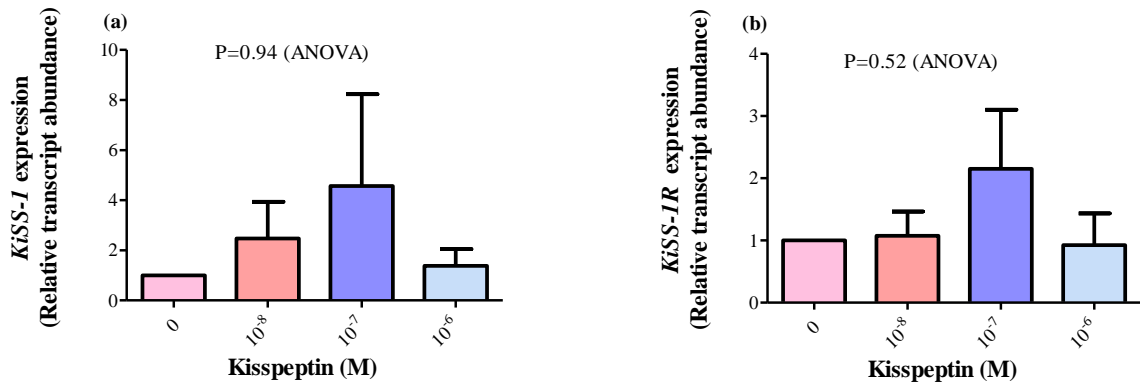 (a)
P=0.94 (ANOVA)
KiSS-1 expression
(Relative transcript abundance)
10
8
6
4
2
0
0
10-8
10-7
10-6
Kisspeptin (M)
(b)
P=0.52 (ANOVA)
KiSS-1R expression
(Relative transcript abundance)
4
3
2
1
0
0
10-8
10-7
10-6
Kisspeptin (M)